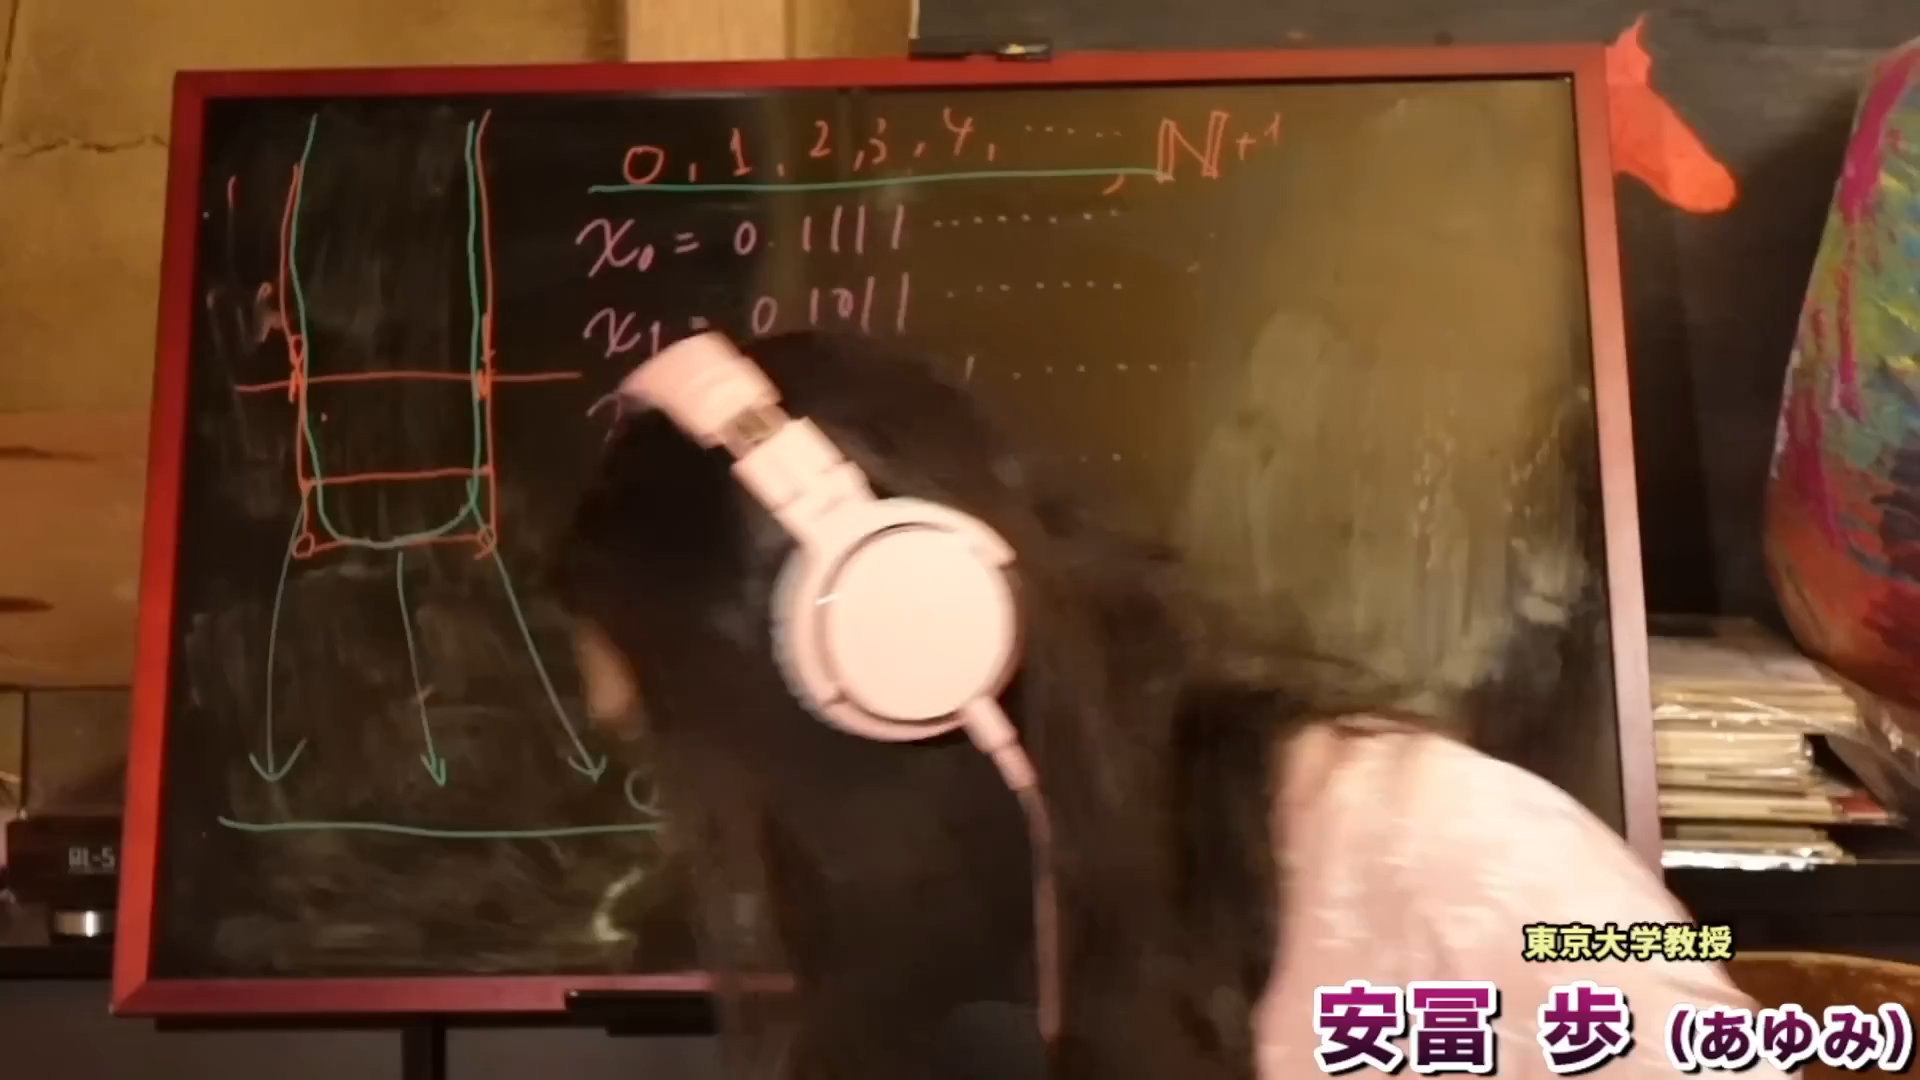 0, 1, 2, 3, 4, ······, ℕ+1
x₀ = 0.1111 ········
x₁ = 0 1011 ········
東京大学教授
安冨 歩 (あゆみ)